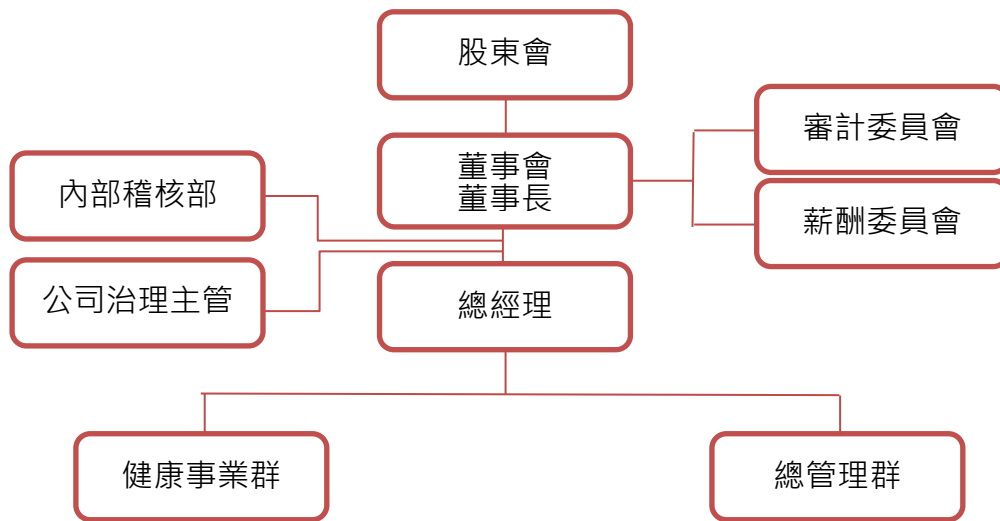 股東會
審計委員會
董事會
董事長
內部稽核部
薪酬委員會
公司治理主管
總經理
健康事業群
總管理群